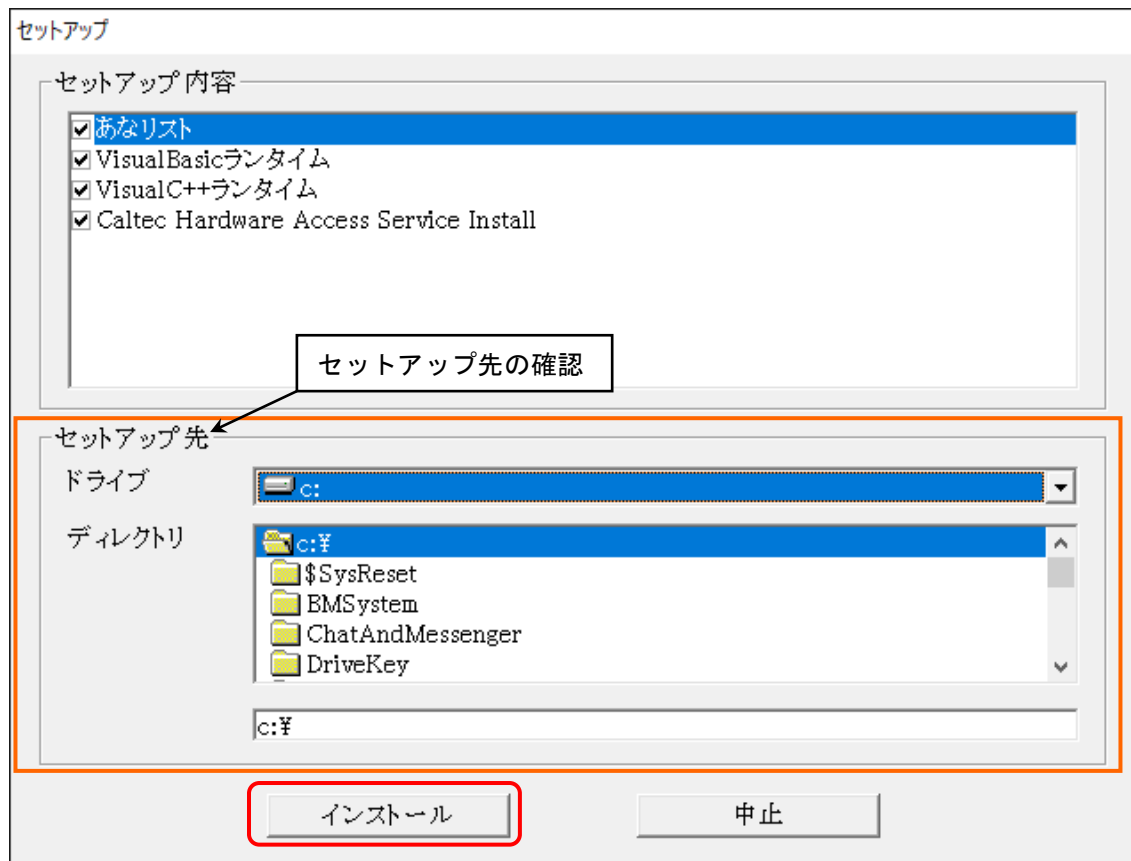 セットアップ
セットアップ内容
あなリスト
VisualBasicランタイム
VisualC++ランタイム
Caltec Hardware Access Service Install
セットアップ先の確認
セットアップ先
ドライブ
c:
ディレクトリ
c:¥
$SysReset
BMSystem
ChatAndMessenger
DriveKey
c:¥
インストール
中止